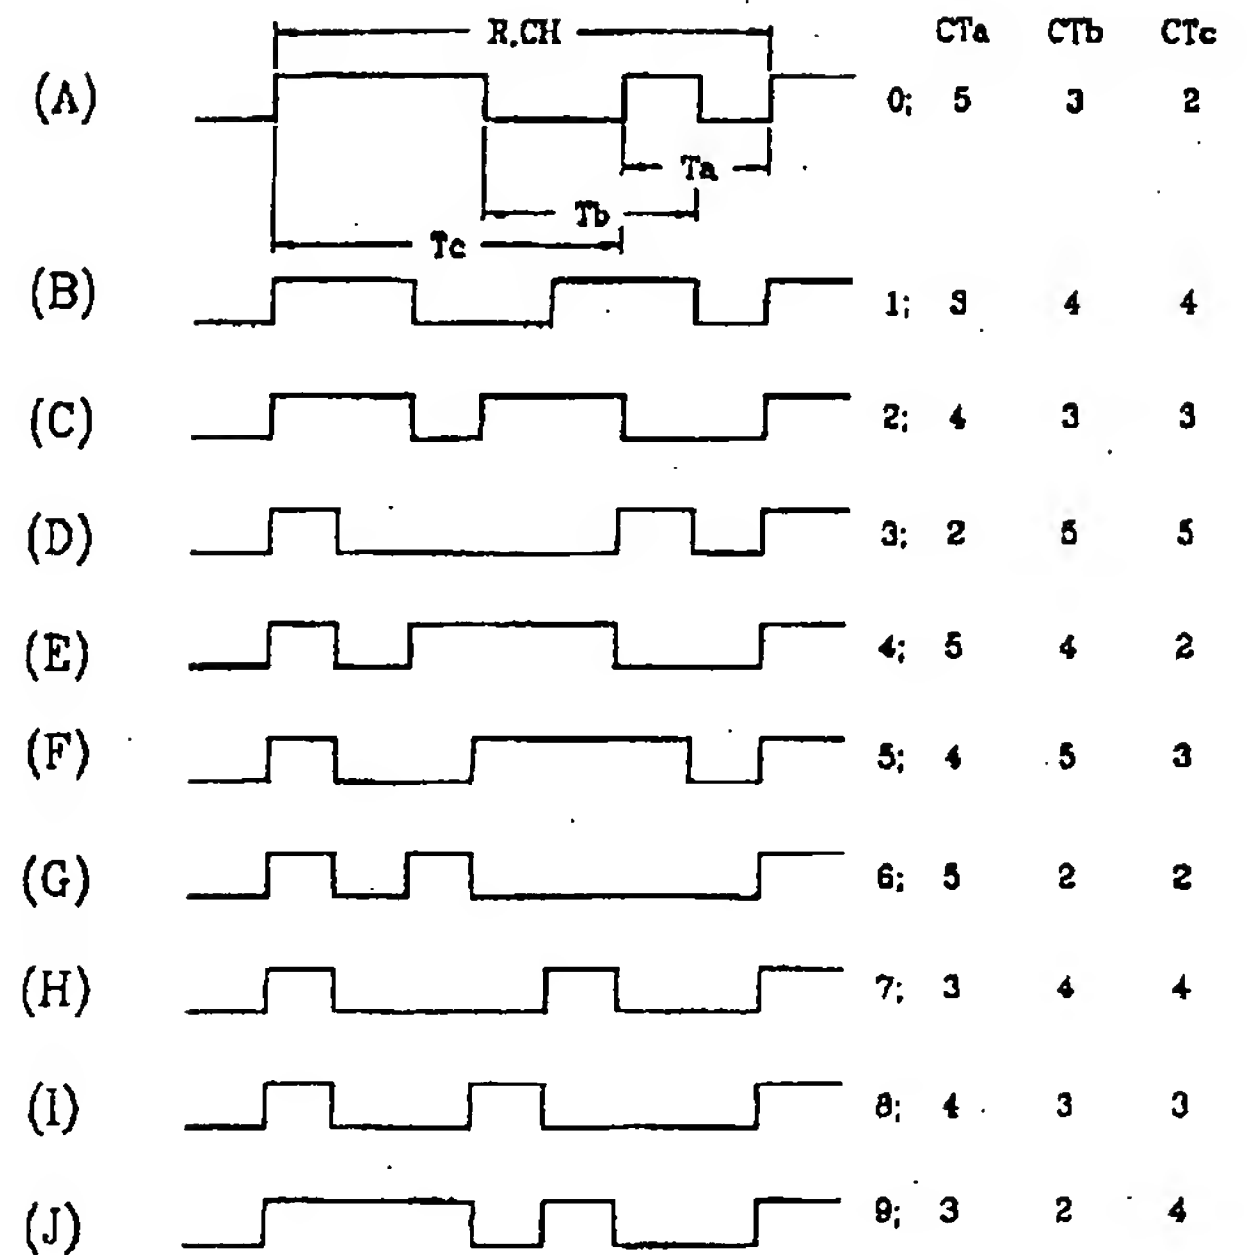 R.CH CTa CTb CTc
(A) 0; 5 3 2
Ta
Tb
Tc
(B) 1; 3 4 4
(C) 2; 4 3 3
(D) 3; 2 5 5
(E) 4; 5 4 2
(F) 5; 4 5 3
(G) 6; 5 2 2
(H) 7; 3 4 4
(I) 8; 4 3 3
(J) 9; 3 2 4